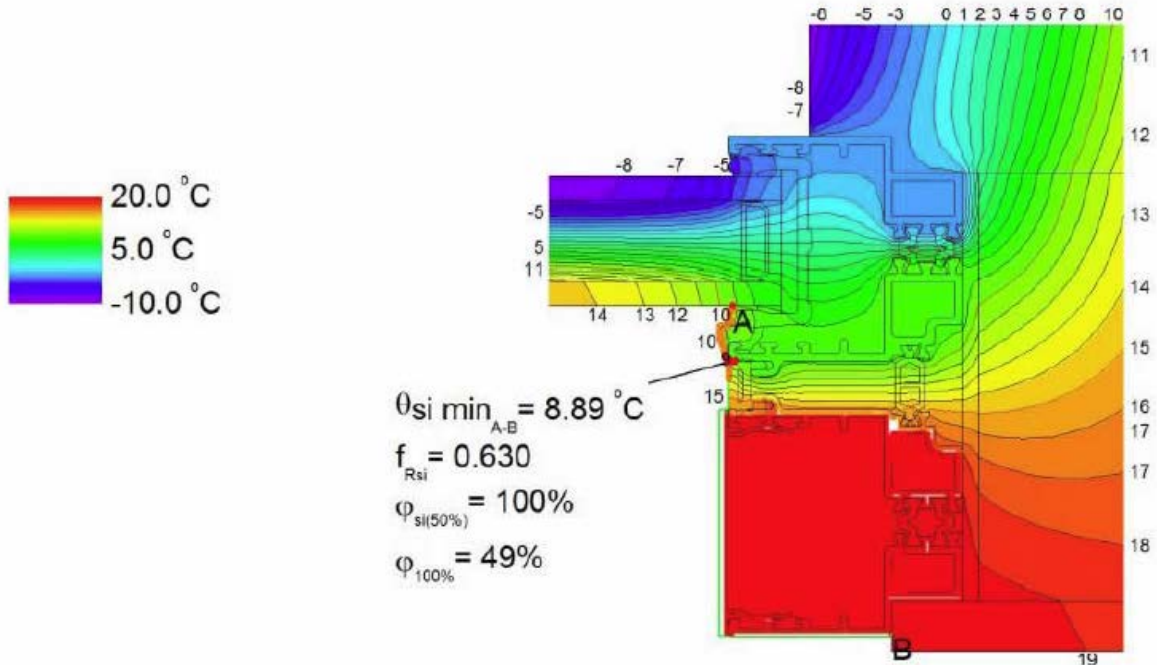 -8 -5 -3 0 1 2 3 4 5 6 7 8 10
11
-8
-7
12
-8 -7 -5
20.0 °C
-5
13
5.0 °C
5
11
-10.0 °C
14
14 13 12 10 A
10
15
θsi min A-B = 8.89 °C
15
16
17
fRsi = 0.630
17
φsi(50%) = 100%
18
φ100% = 49%
B
19